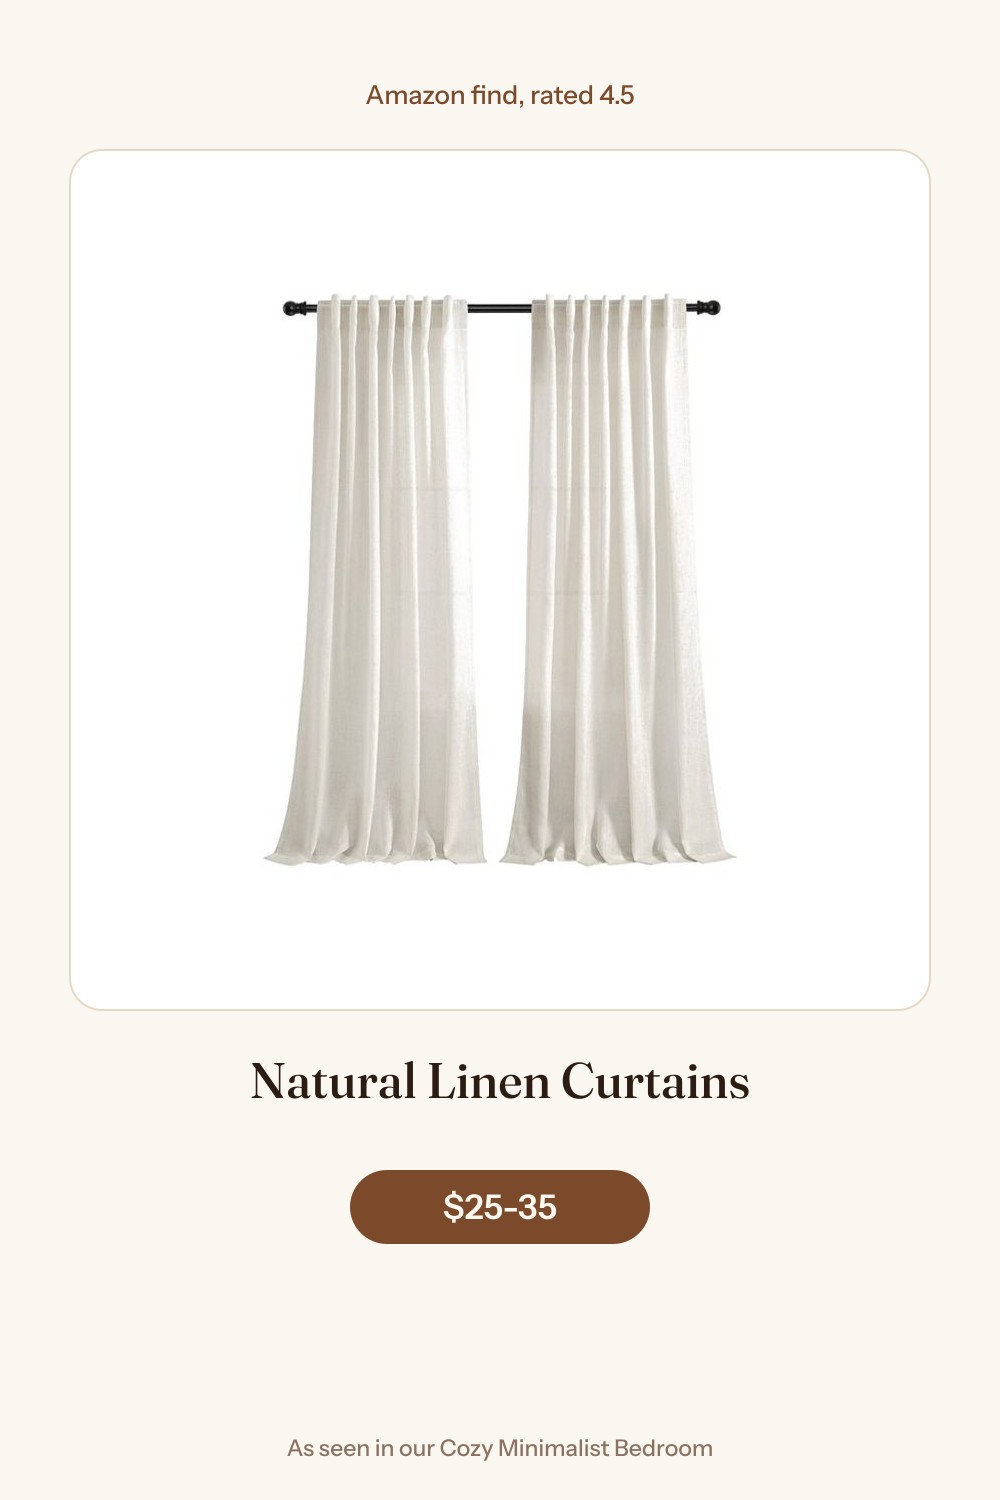 Amazon find, rated 4.5
Natural Linen Curtains
$25-35
As seen in our Cozy Minimalist Bedroom